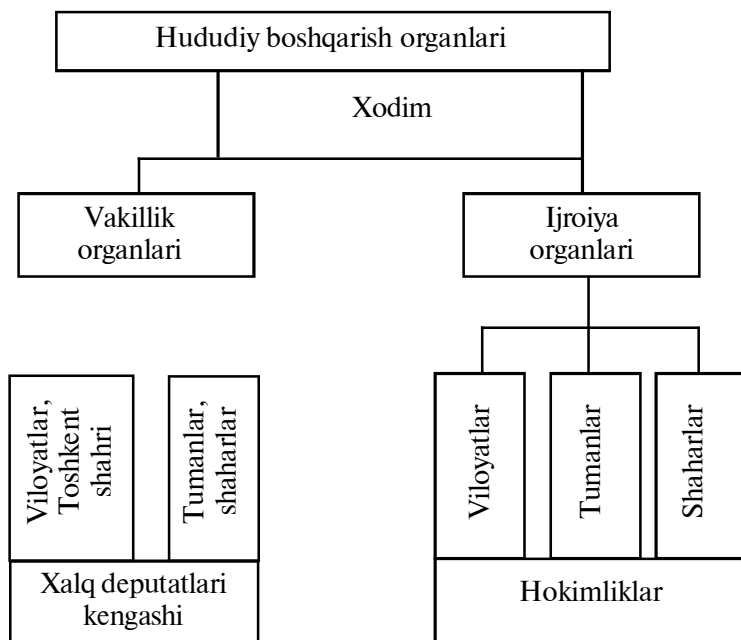 Hududiy boshqarish organlari
Xodim
Vakillik
organlari
Ijroiya
organlari
Viloyatlar,
Toshkent
shahri
Tumanlar,
shaharlar
Viloyatlar
Tumanlar
Shaharlar
Xalq deputatlari
kengashi
Hokimliklar